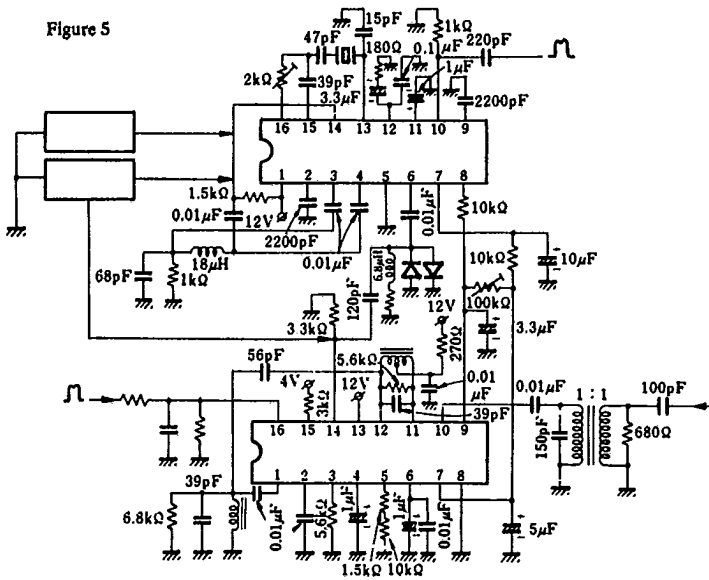 Figure 5
15pF
47pF
180Ω
0.1
μF
1kΩ
220pF
1μF
2kΩ
39pF
3.3μF
2200pF
16 15 14 13 12 11 10 9
1 2 3 4 5 6 7 8
1.5kΩ
0.01μF
12V
2200pF
0.01μF
0.01μF
10kΩ
10kΩ
10μF
18μH
68pF
1kΩ
6.8μH
120pF
100kΩ
12V
3.3kΩ
270Ω
3.3μF
56pF
5.6kΩ
4V
3kΩ
12V
0.01
μF
39pF
0.01μF
1 : 1
100pF
150pF
680Ω
16 15 14 13 12 11 10 9
1 2 3 4 5 6 7 8
39pF
6.8kΩ
0.01μF
5.6kΩ
1μF
1.5kΩ
10kΩ
1μF
0.01μF
5μF